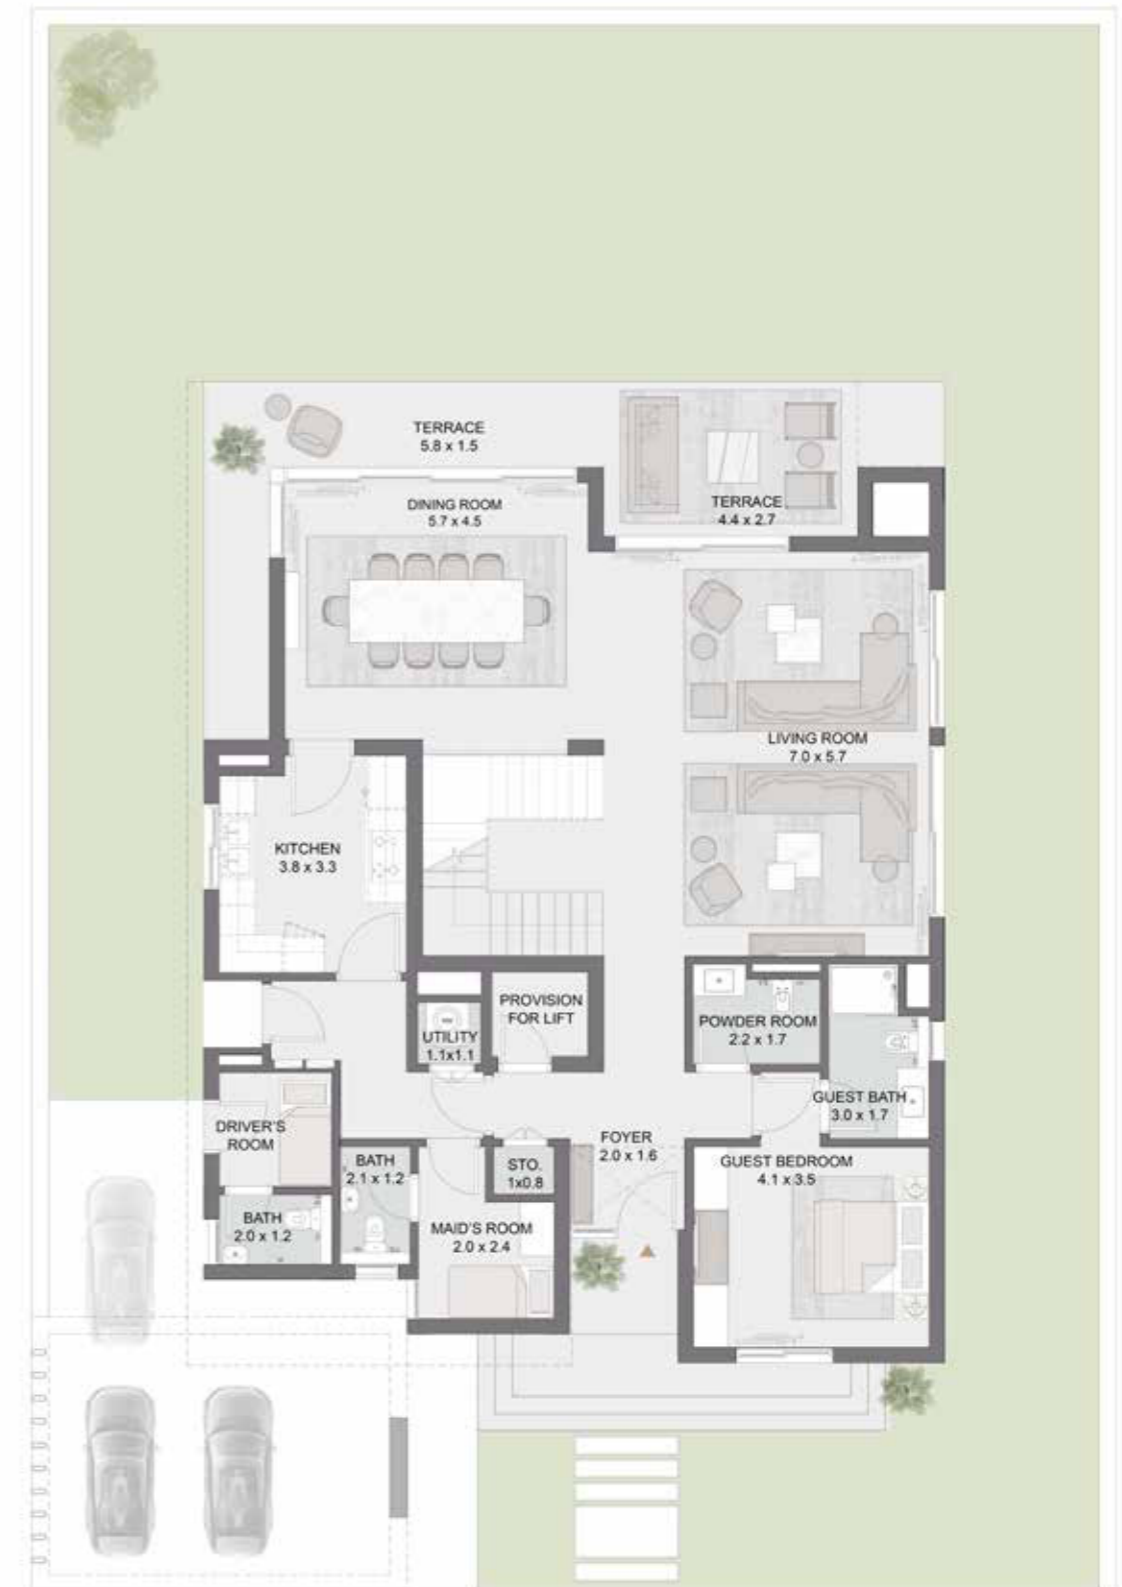 TERRACE
5.8 x 1.5
TERRACE
4.4 x 2.7
DINING ROOM
5.7 x 4.5
LIVING ROOM
7.0 x 5.7
KITCHEN
3.8 x 3.3
PROVISION
FOR LIFT
UTILITY
1.1x1.1
POWDER ROOM
2.2 x 1.7
GUEST BATH
3.0 x 1.7
DRIVER'S
ROOM
FOYER
2.0 x 1.6
BATH
2.1 x 1.2
STO.
1x0.8
GUEST BEDROOM
4.1 x 3.5
BATH
2.0 x 1.2
MAID'S ROOM
2.0 x 2.4